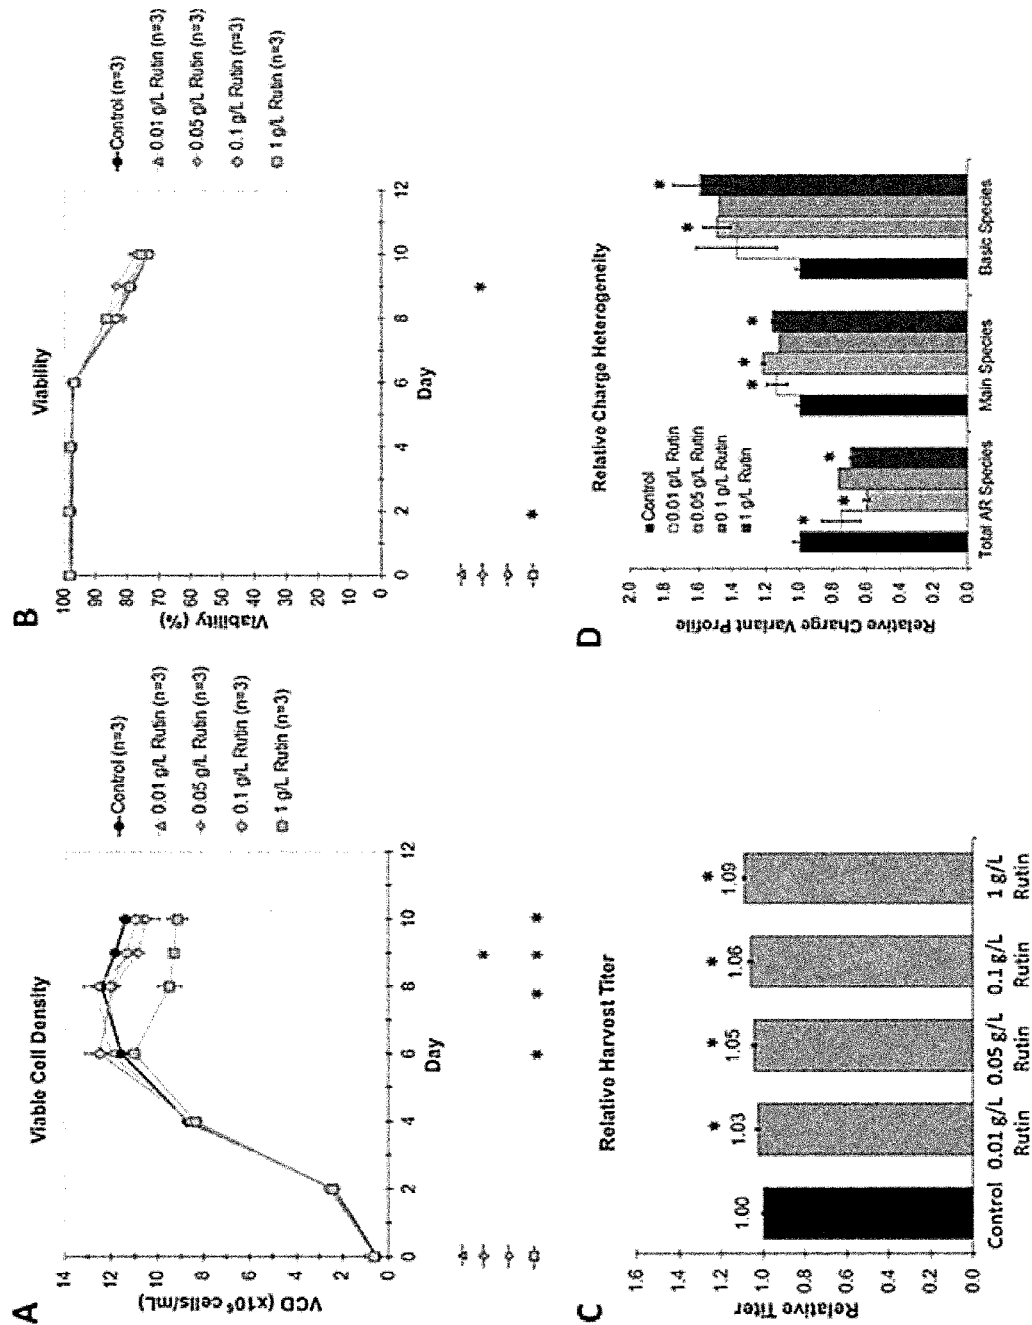 A
Viable Cell Density
VCD (x10⁶ cells/mL)
14
12
10
8
6
4
2
0
0 2 4 6 8 10 12
Day
Control (n=3)
0.01 g/L Rutin (n=3)
0.05 g/L Rutin (n=3)
0.1 g/L Rutin (n=3)
1 g/L Rutin (n=3)
* * * * *
B
Viability
Viability (%)
100
90
80
70
60
50
40
30
20
10
0
0 2 4 6 8 10 12
Day
Control (n=3)
0.01 g/L Rutin (n=3)
0.05 g/L Rutin (n=3)
0.1 g/L Rutin (n=3)
1 g/L Rutin (n=3)
* *
C
Relative Harvest Titer
Relative Titer
1.6
1.4
1.2
1.0
0.8
0.6
0.4
0.2
0.0
* * * *
1.00 1.03 1.05 1.06 1.09
Control 0.01 g/L 0.05 g/L 0.1 g/L 1 g/L
Rutin Rutin Rutin Rutin
D
Relative Charge Heterogeneity
Relative Charge Variant Profile
2.0
1.8
1.6
1.4
1.2
1.0
0.8
0.6
0.4
0.2
0.0
Control
0.01 g/L Rutin
0.05 g/L Rutin
0.1 g/L Rutin
1 g/L Rutin
* * * * * * * *
Total AR Species Main Species Basic Species